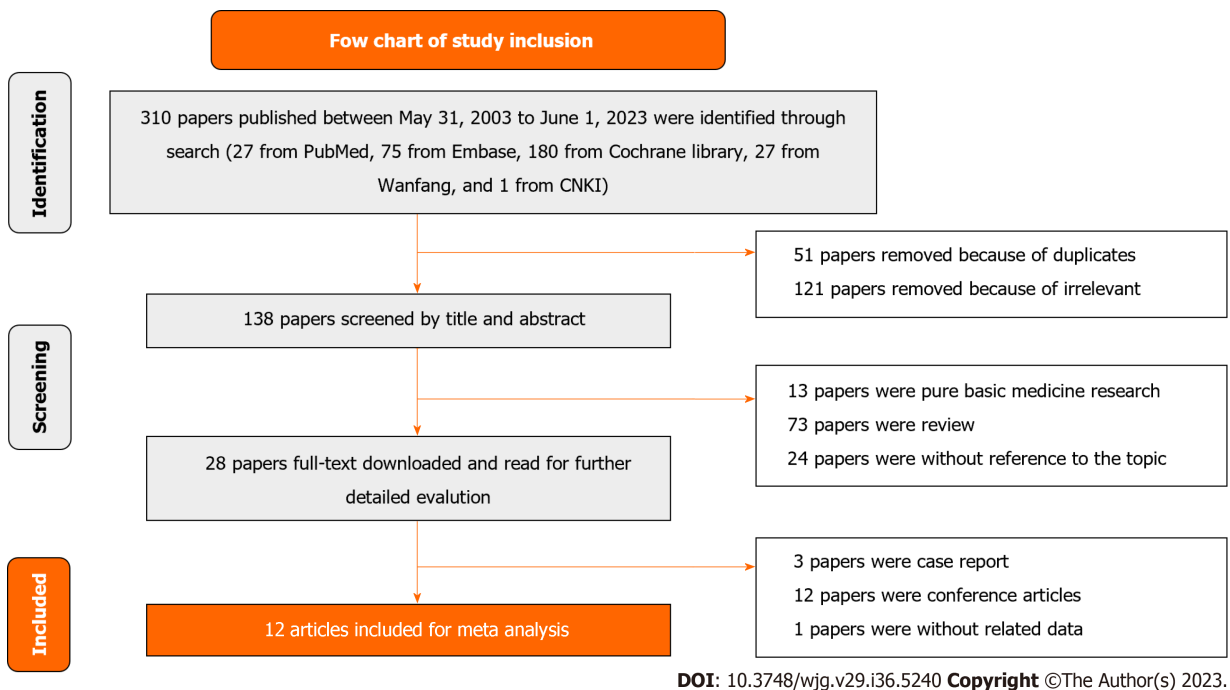 Fow chart of study inclusion
Identification
310 papers published between May 31, 2003 to June 1, 2023 were identified through
search (27 from PubMed, 75 from Embase, 180 from Cochrane library, 27 from
Wanfang, and 1 from CNKI)
51 papers removed because of duplicates
121 papers removed because of irrelevant
Screening
138 papers screened by title and abstract
13 papers were pure basic medicine research
73 papers were review
24 papers were without reference to the topic
28 papers full-text downloaded and read for further
detailed evalution
3 papers were case report
12 papers were conference articles
1 papers were without related data
Included
12 articles included for meta analysis
DOI: 10.3748/wjg.v29.i36.5240 Copyright ©The Author(s) 2023.